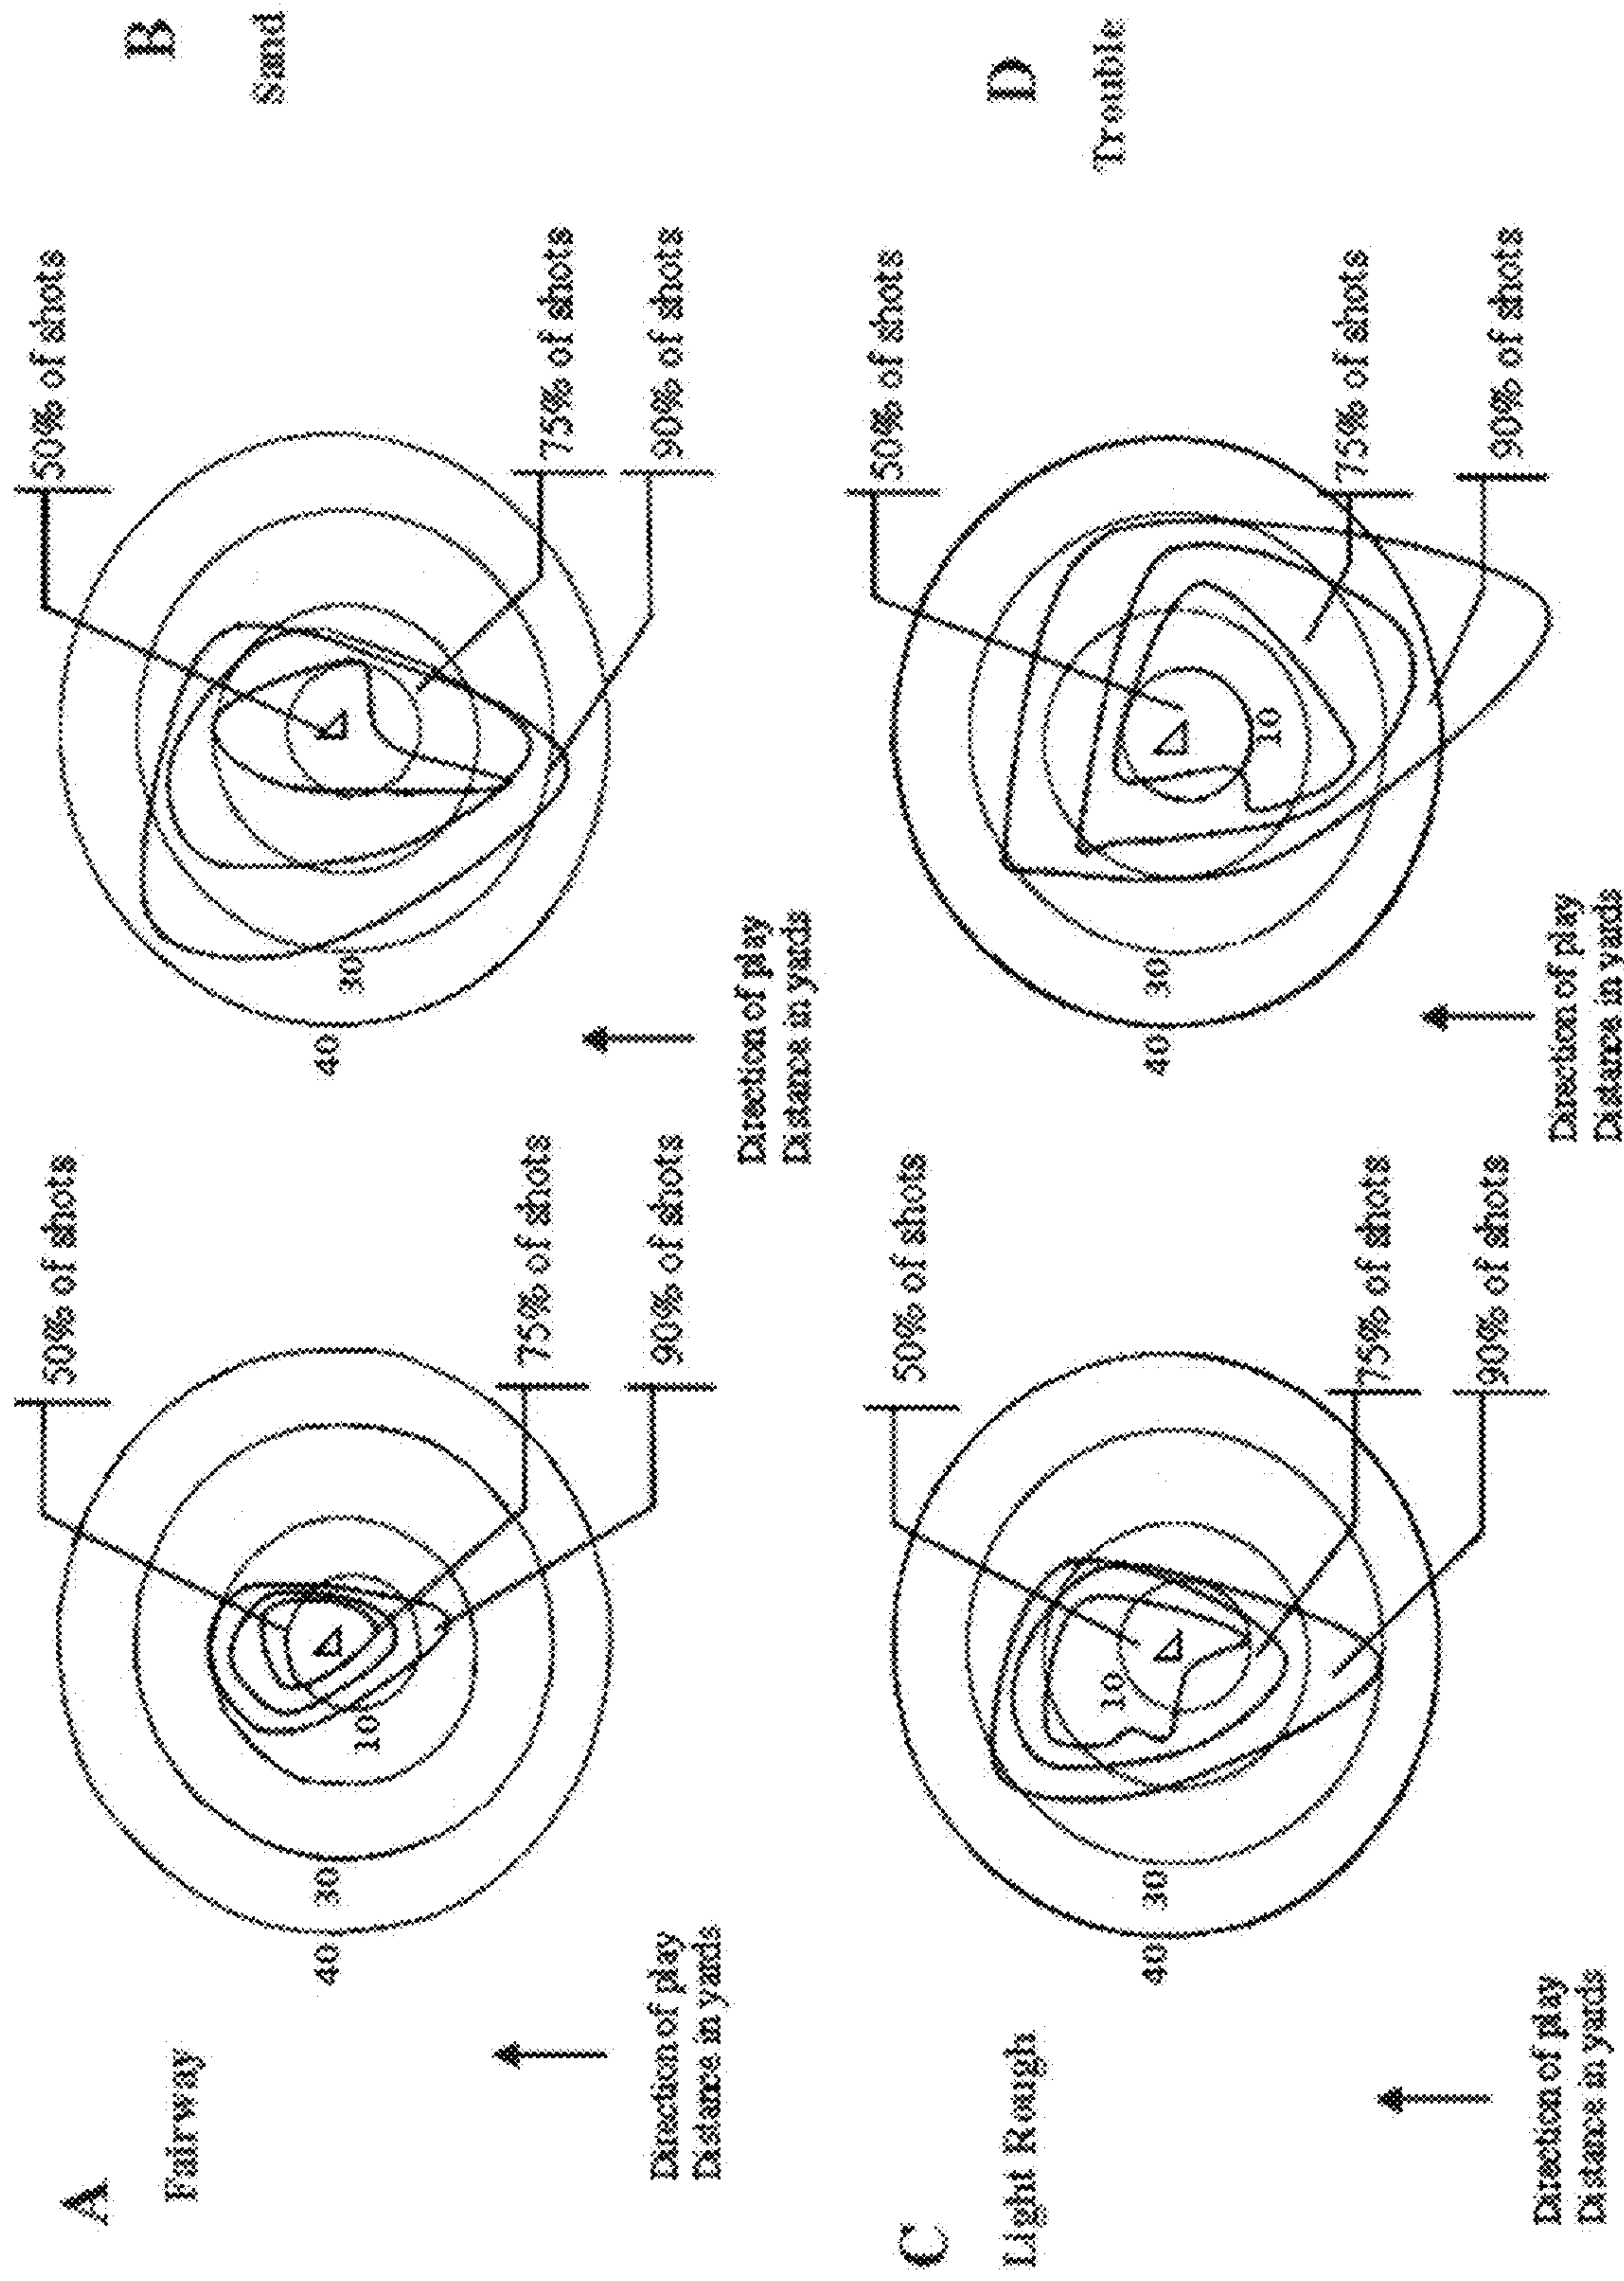 A
Fairway
50% of shots
75% of shots
90% of shots
10
30
40
Direction of play
Distance in yards
B
Sand
50% of shots
75% of shots
90% of shots
30
40
Direction of play
Distance in yards
C
Light Rough
50% of shots
75% of shots
90% of shots
10
30
40
Direction of play
Distance in yards
D
Trouble
50% of shots
75% of shots
90% of shots
10
30
40
Direction of play
Distance in yards